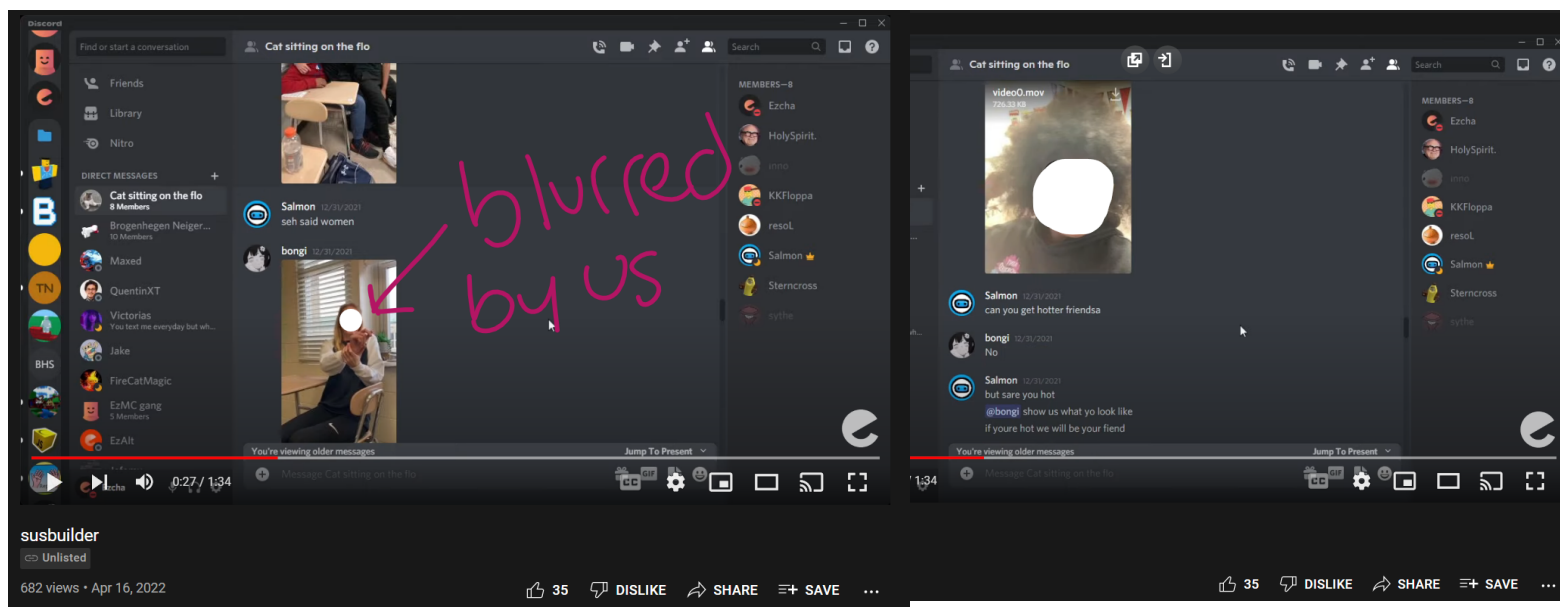 Discord
Find or start a conversation
Cat sitting on the flo
Search
Friends
Library
Nitro
DIRECT MESSAGES +
Cat sitting on the flo
8 Members
Brogenhegen Neiger...
10 Members
Maxed
QuentinXT
Victorias
You text me everyday but wh...
Jake
FireCatMagic
EzMC gang
5 Members
EzAlt
TN
BHS
Salmon 12/31/2021
seh said women
bongi 12/31/2021
blurred
by us
You're viewing older messages
Jump To Present
Message Cat sitting on the flo
GIF
CC
MEMBERS—8
Ezcha
HolySpirit.
inno
KKFloppa
resoL
Salmon
Sterncross
sythe
0:27 / 1:34
susbuilder
Unlisted
682 views • Apr 16, 2022
35
DISLIKE
SHARE
SAVE
Cat sitting on the flo
Search
video0.mov
726.33 KB
Salmon 12/31/2021
can you get hotter friendsa
bongi 12/31/2021
No
Salmon 12/31/2021
but sare you hot
@bongi show us what yo look like
if youre hot we will be your fiend
You're viewing older messages
Jump To Present
Message Cat sitting on the flo
GIF
CC
MEMBERS—8
Ezcha
HolySpirit.
inno
KKFloppa
resoL
Salmon
Sterncross
sythe
1:34
35
DISLIKE
SHARE
SAVE